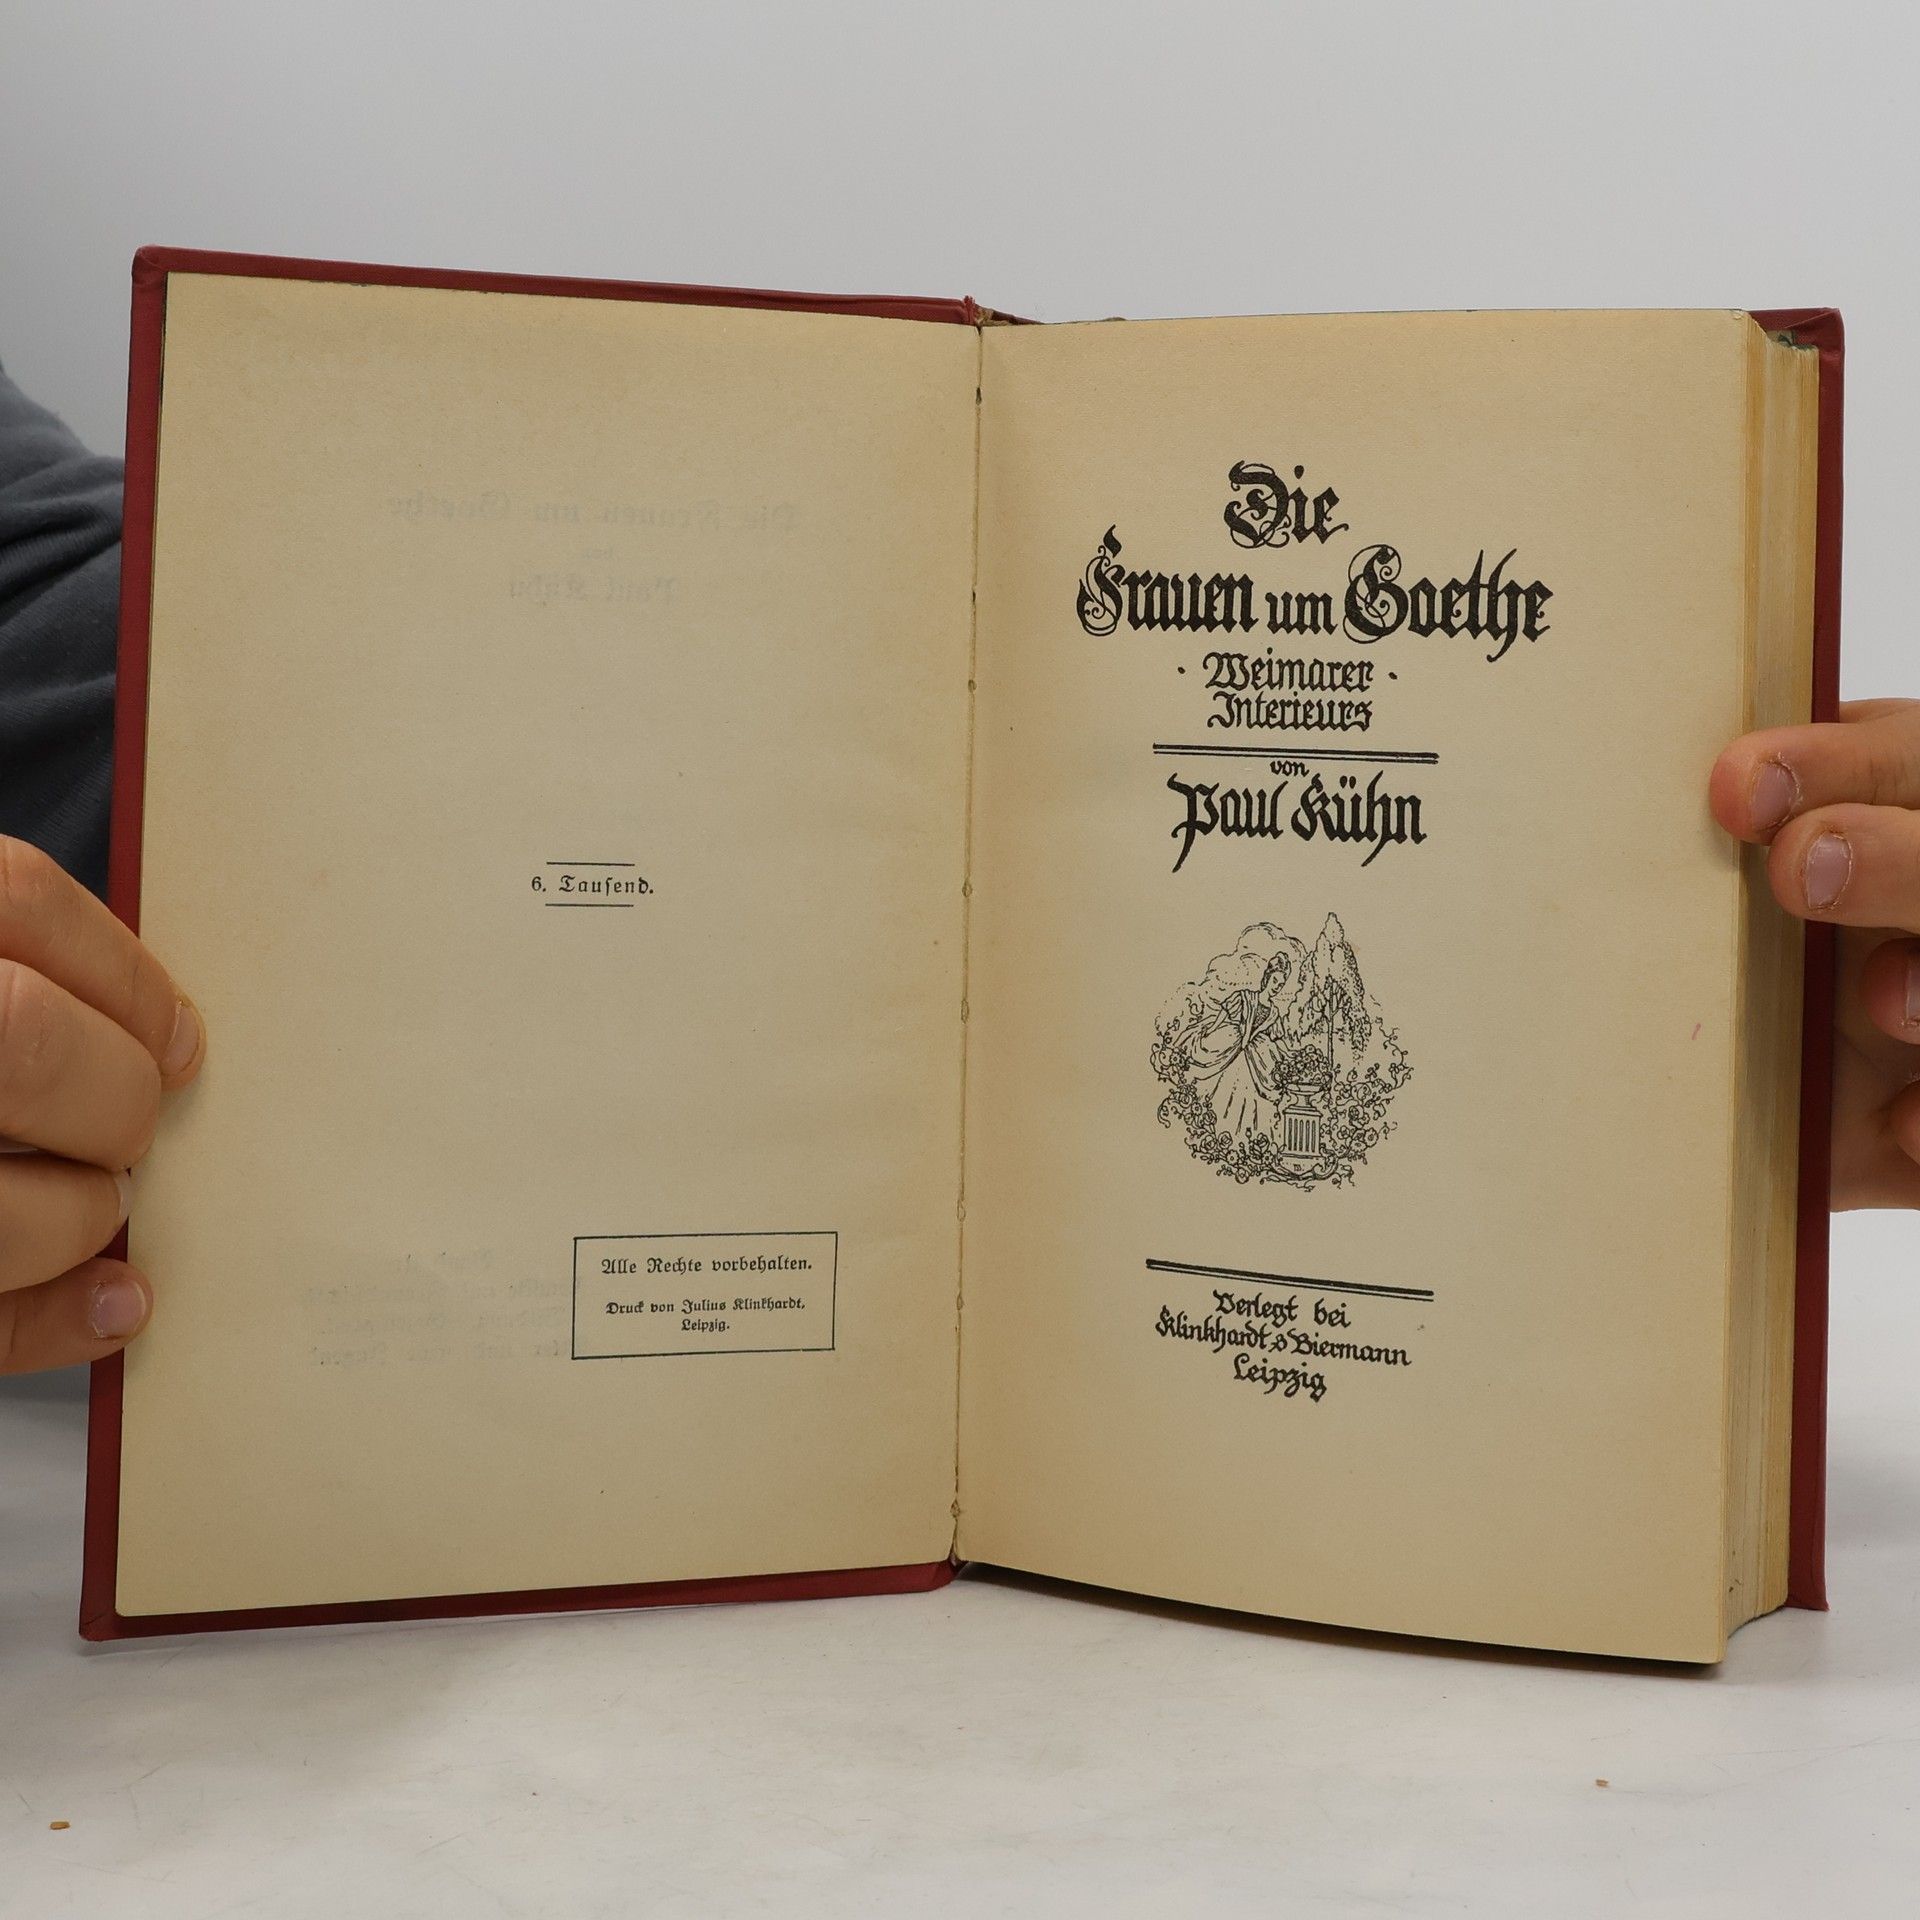 6. Tauſend.
Alle Rechte vorbehalten.
Druck von Julius Klinkhardt,
Leipzig.
Die
Frauen um Goethe
· Weimarer ·
Interieurs
von
Paul Kühn
Verlegt bei
Klinkhardt & Biermann
Leipzig